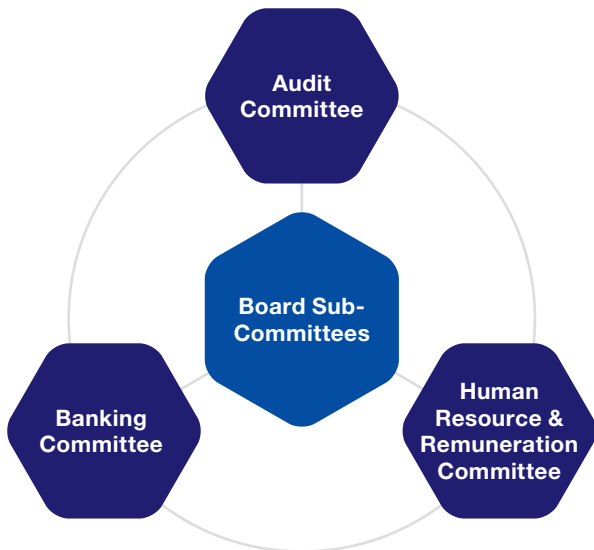 Audit
Committee
Board Sub-
Committees
Banking
Committee
Human
Resource &
Remuneration
Committee